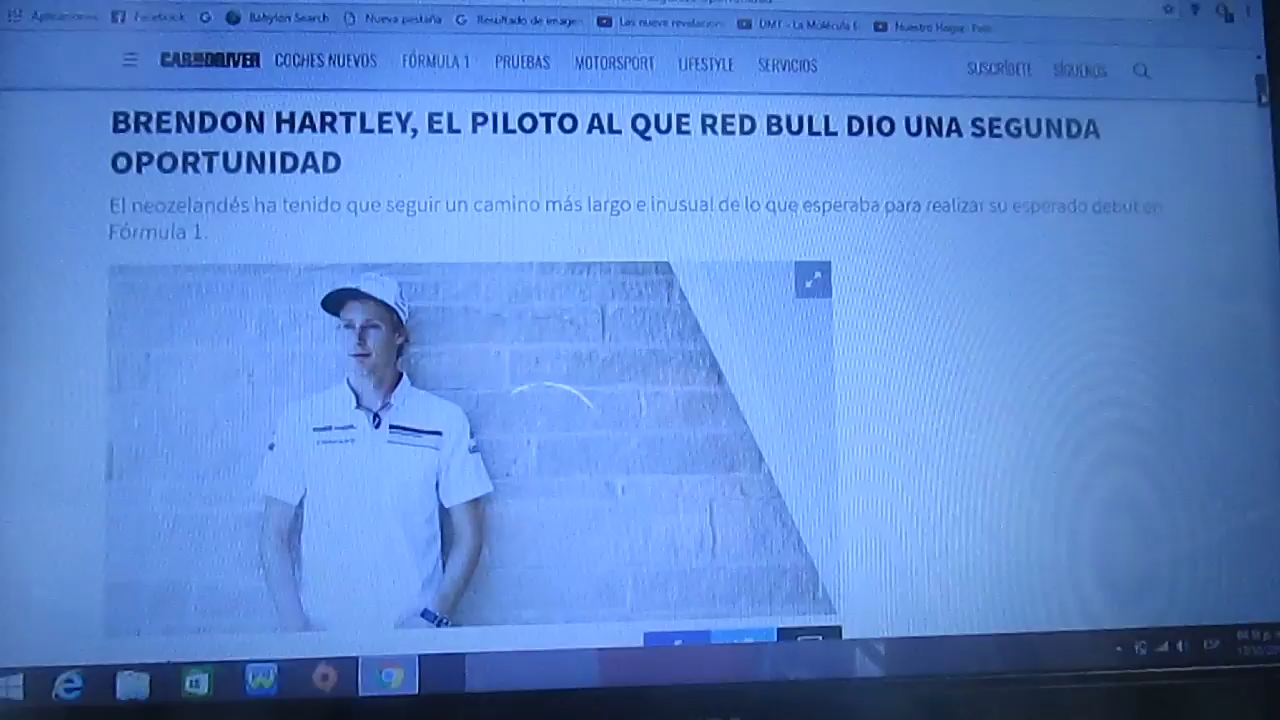 Aplicaciones Facebook Babylon Search Nueva pestaña Resultado de imagen Las nueve revelacion DMT - La Molécula Nuestro Hogar
CAR AND DRIVER COCHES NUEVOS FÓRMULA 1 PRUEBAS MOTORSPORT LIFESTYLE SERVICIOS SUSCRÍBETE SÍGUENOS
BRENDON HARTLEY, EL PILOTO AL QUE RED BULL DIO UNA SEGUNDA
OPORTUNIDAD
El neozelandés ha tenido que seguir un camino más largo e inusual de lo que esperaba para realizar su esperado debut en
Fórmula 1.
ESP